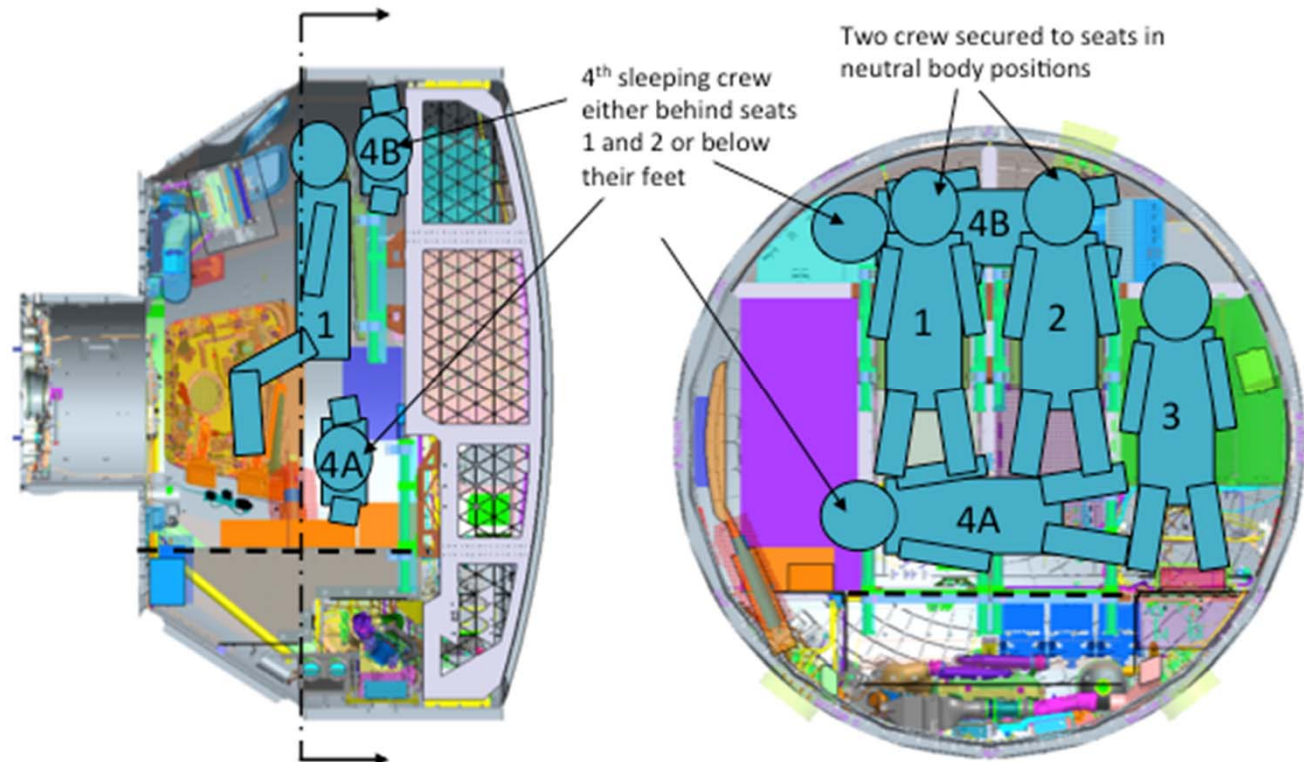 4th sleeping crew
either behind seats
1 and 2 or below
their feet
Two crew secured to seats in
neutral body positions
4B
1
4A
4B
1
2
3
4A